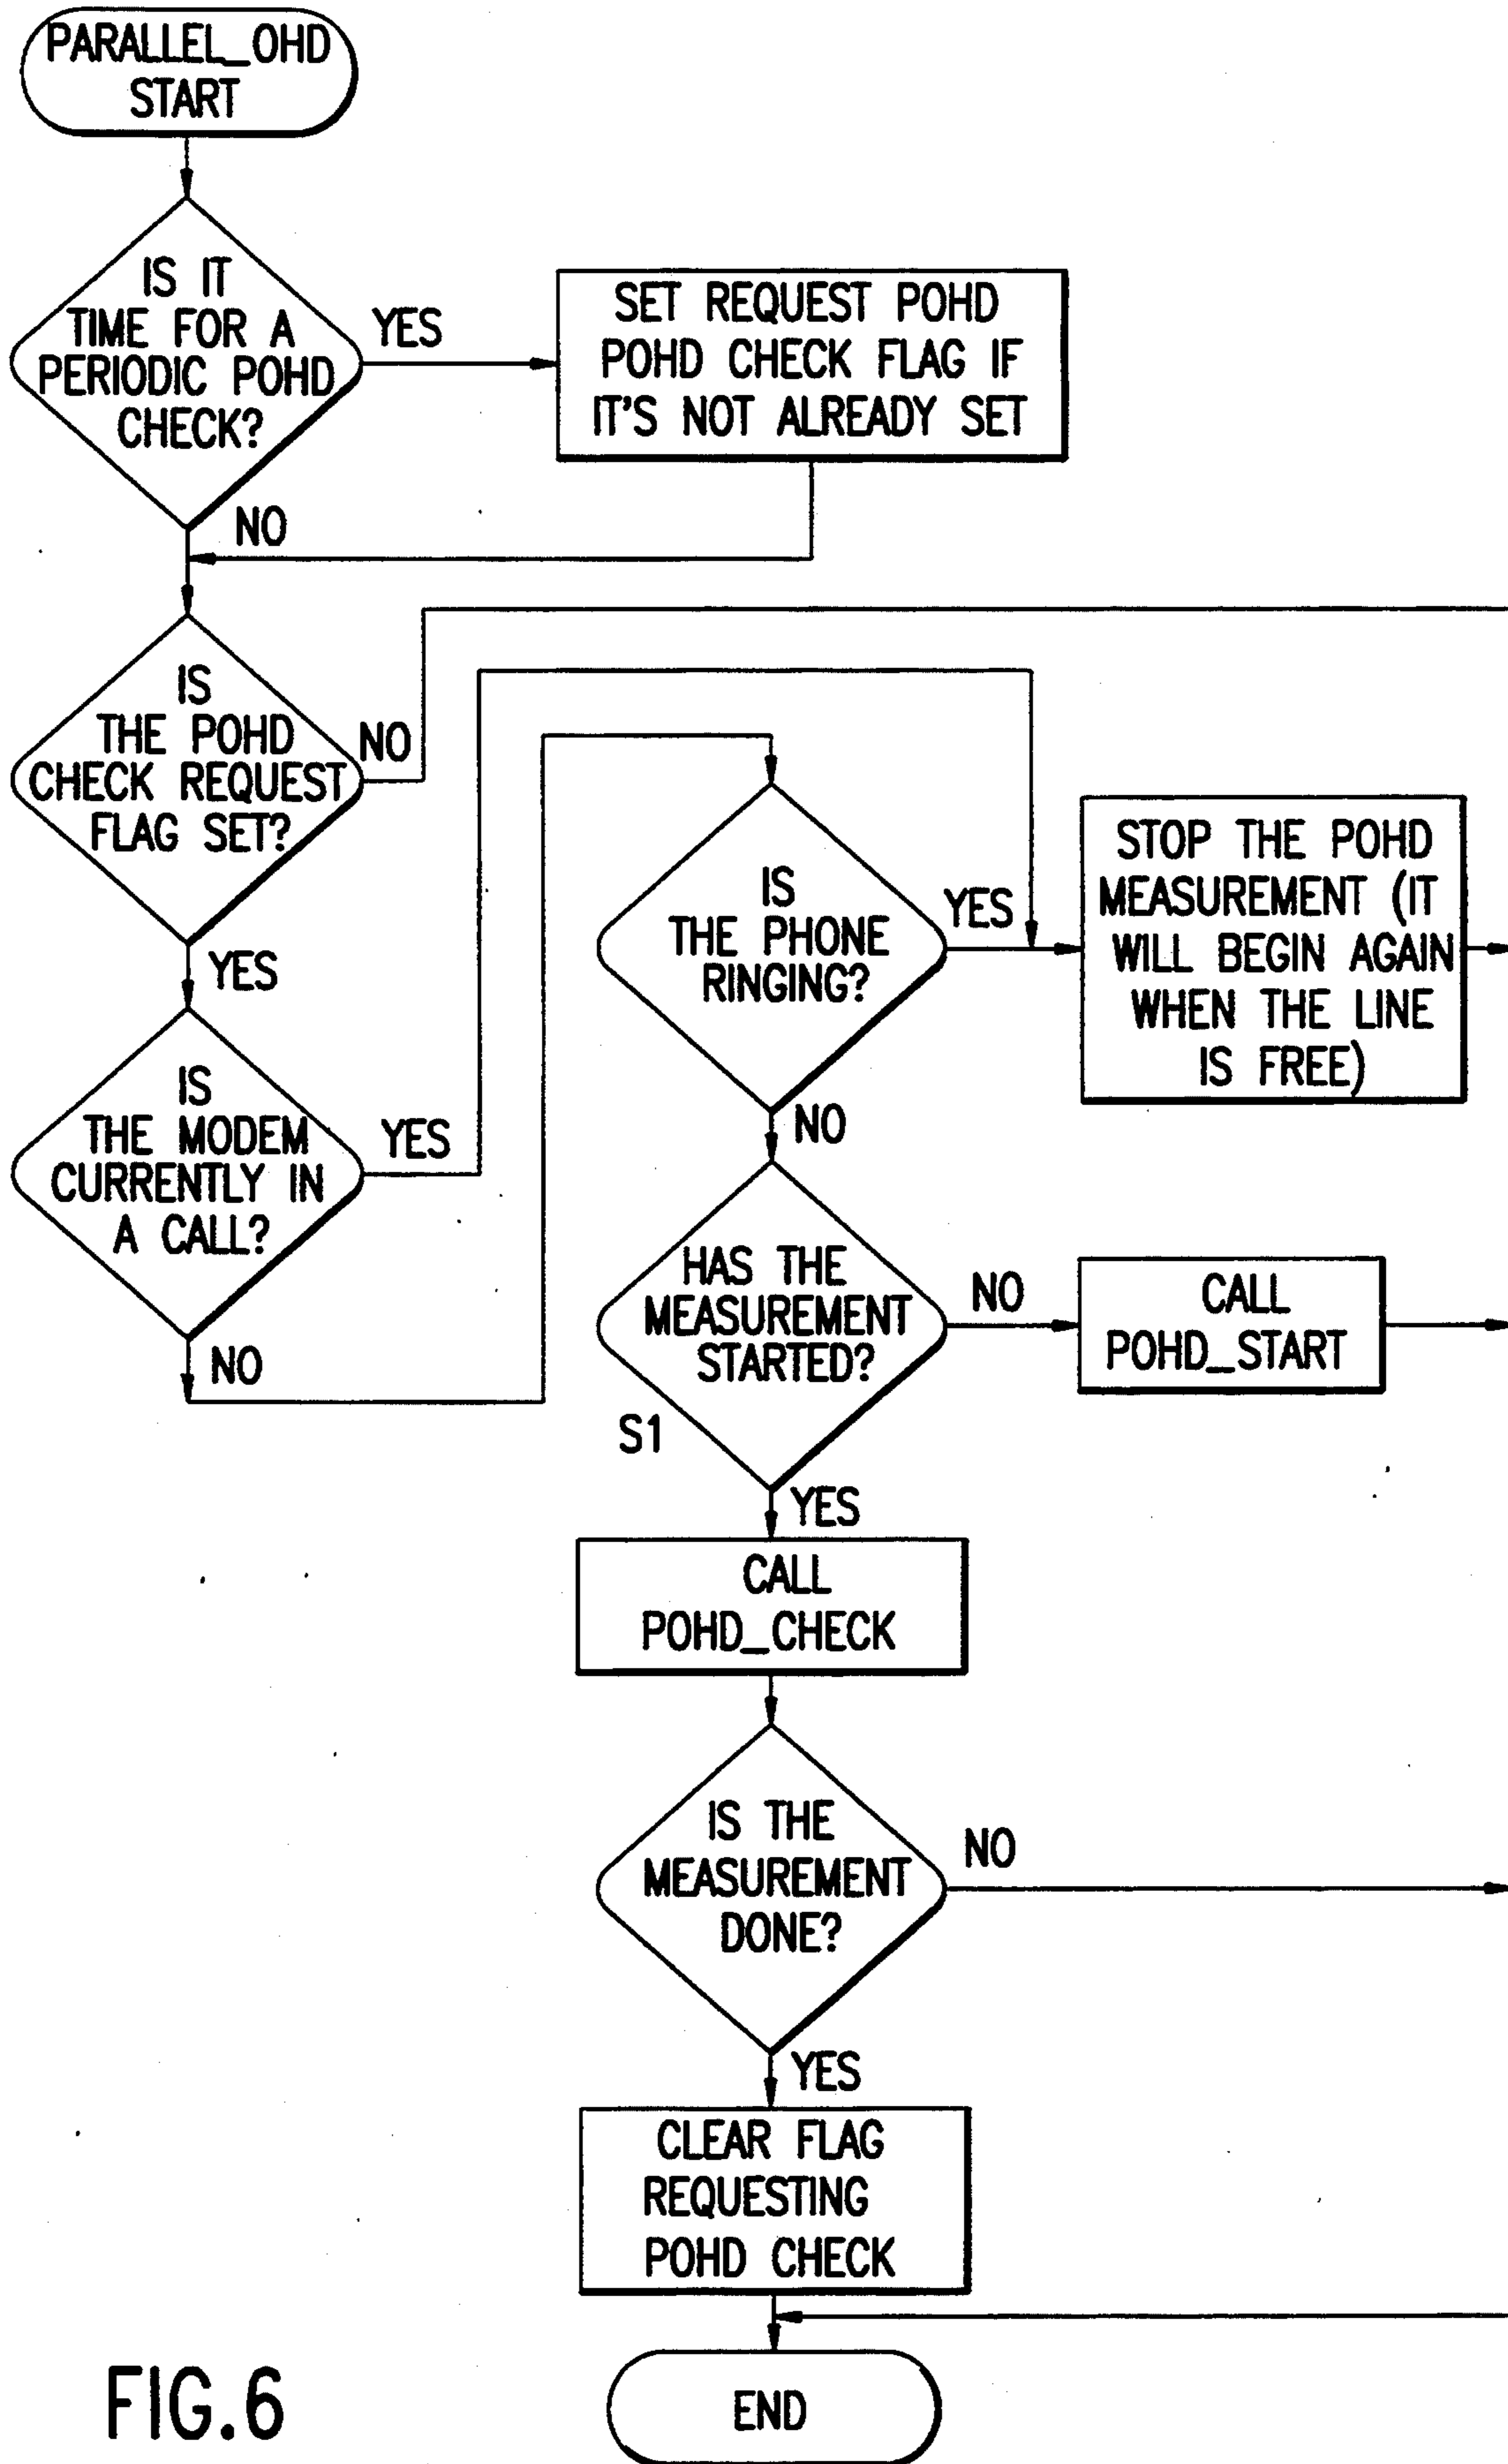 PARALLEL_OHD
START
IS IT
TIME FOR A
PERIODIC POHD
CHECK?
YES
SET REQUEST POHD
POHD CHECK FLAG IF
IT'S NOT ALREADY SET
NO
IS
THE POHD
CHECK REQUEST
FLAG SET?
NO
YES
IS
THE MODEM
CURRENTLY IN
A CALL?
YES
NO
IS
THE PHONE
RINGING?
YES
STOP THE POHD
MEASUREMENT (IT
WILL BEGIN AGAIN
WHEN THE LINE
IS FREE)
NO
HAS THE
MEASUREMENT
STARTED?
S1
NO
CALL
POHD_START
YES
CALL
POHD_CHECK
IS THE
MEASUREMENT
DONE?
NO
YES
CLEAR FLAG
REQUESTING
POHD CHECK
END
FIG.6